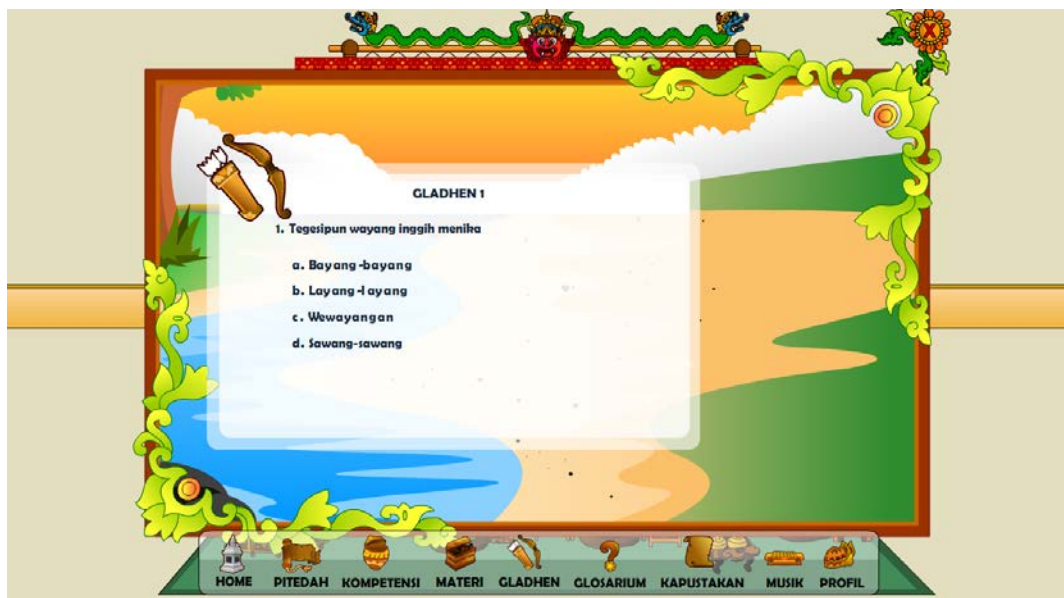 X
GLADHEN 1
1. Tegesipun wayang inggih menika
a. Bayang-bayang
b. Layang-layang
c. Wewayangan
d. Sawang-sawang
HOME PITEDAH KOMPETENSI MATERI GLADHEN GLOSARIUM KAPUSTAKAN MUSIK PROFIL